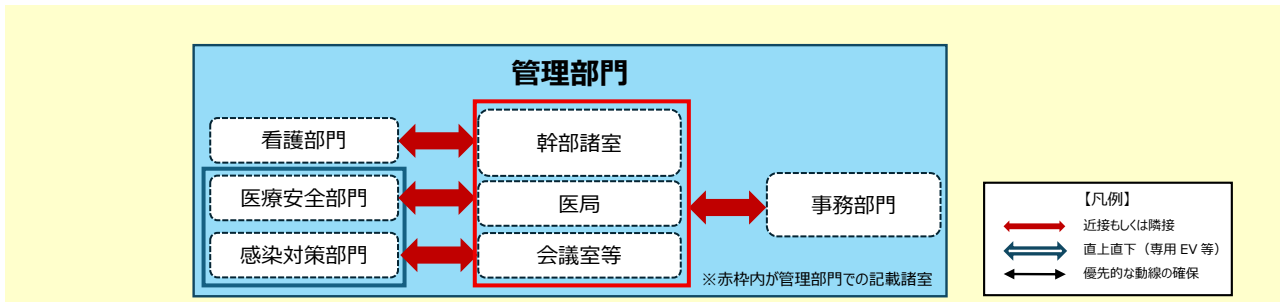 管理部門
看護部門
幹部諸室
医療安全部門
医局
事務部門
感染対策部門
会議室等
※赤枠内が管理部門での記載諸室
【凡例】
近接もしくは隣接
直上直下（専用 EV 等）
優先的な動線の確保